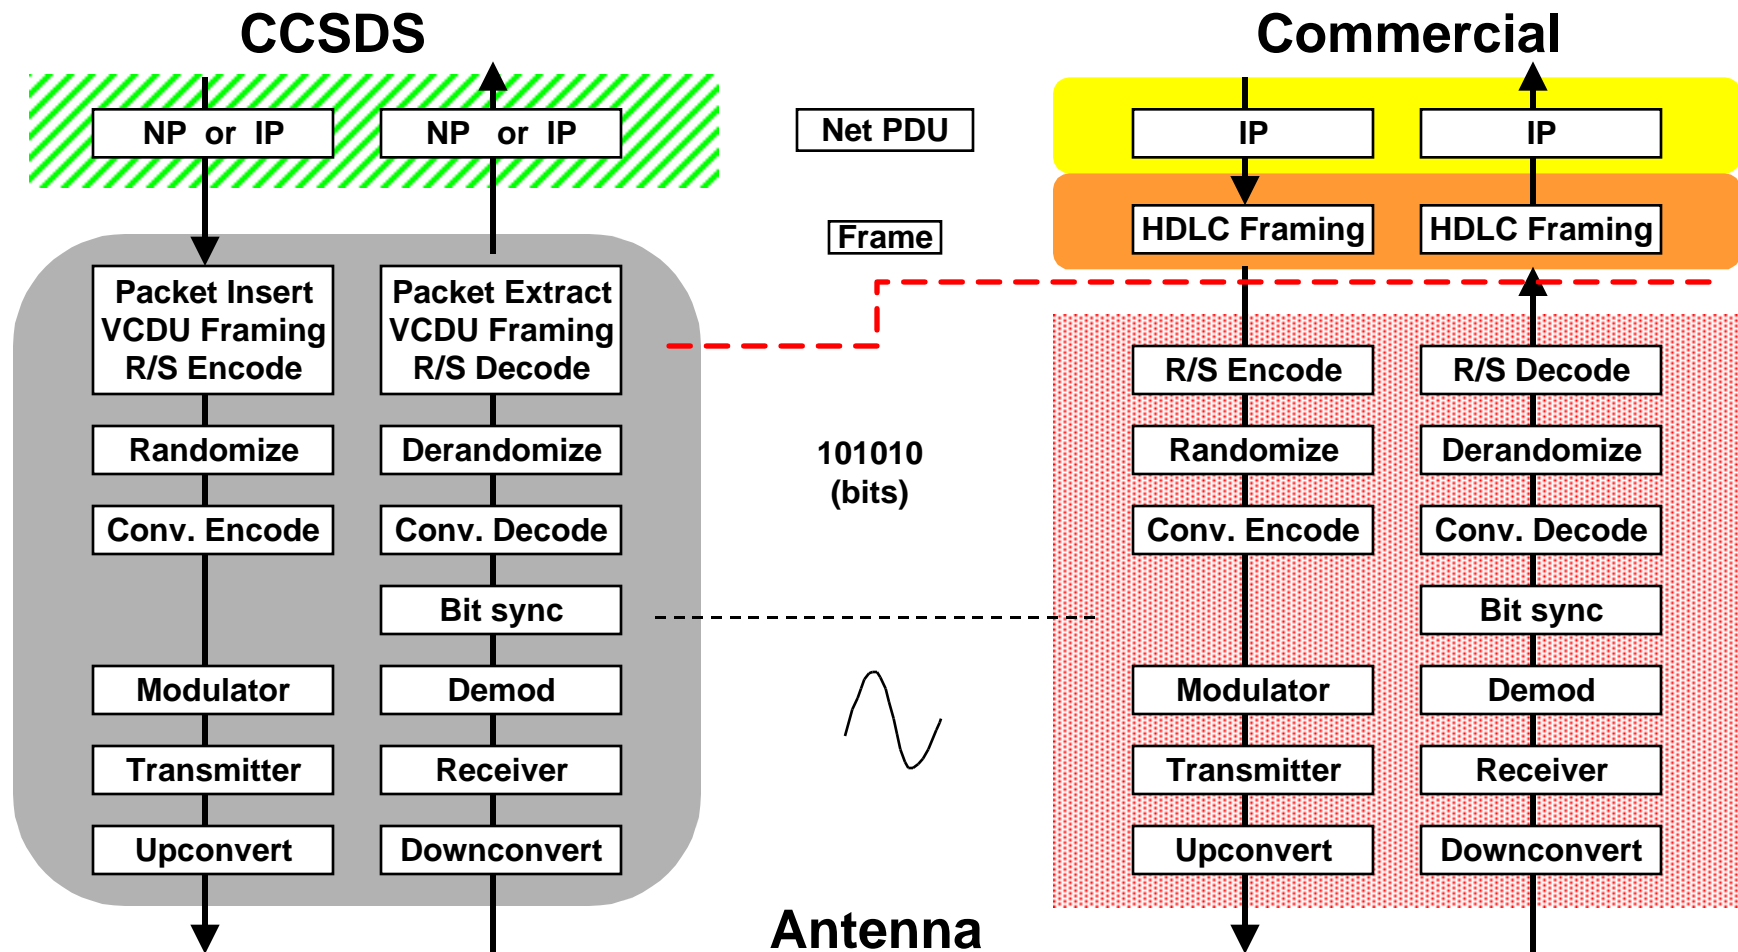 CCSDS
Commercial
NP or IP
NP or IP
Net PDU
IP
IP
Frame
HDLC Framing
HDLC Framing
Packet Insert
VCDU Framing
R/S Encode
Packet Extract
VCDU Framing
R/S Decode
R/S Encode
R/S Decode
Randomize
Derandomize
101010
(bits)
Randomize
Derandomize
Conv. Encode
Conv. Decode
Conv. Encode
Conv. Decode
Bit sync
Bit sync
Modulator
Demod
Modulator
Demod
Transmitter
Receiver
Transmitter
Receiver
Upconvert
Downconvert
Upconvert
Downconvert
Antenna